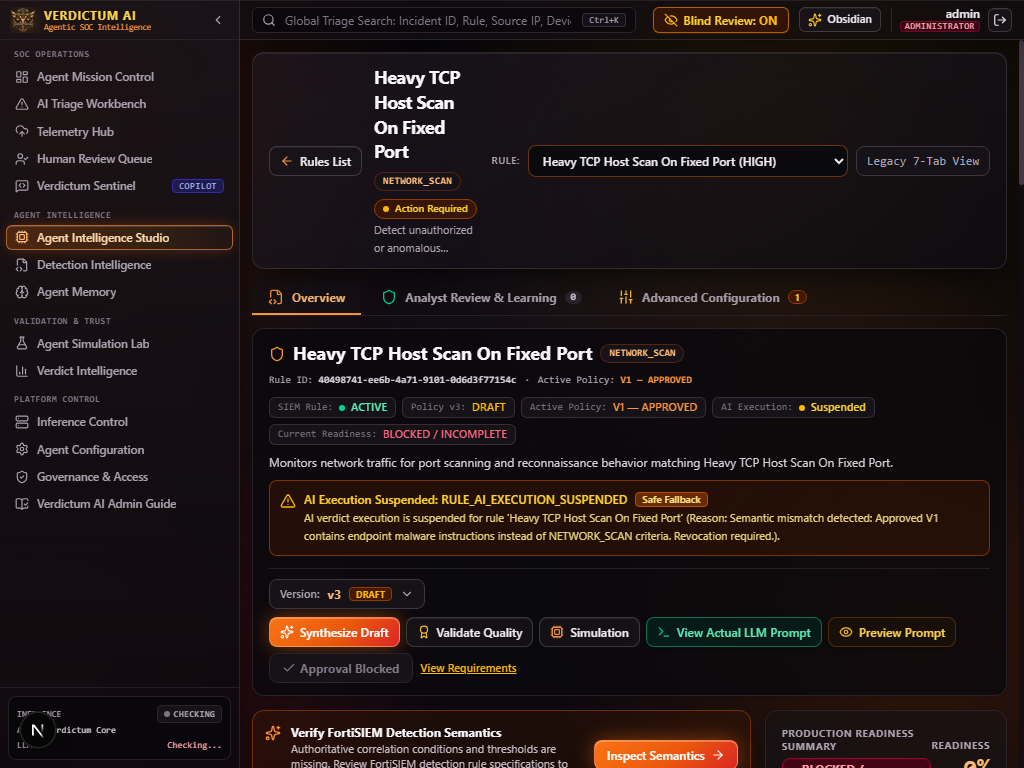 VERDICTUM AI
Agentic SOC Intelligence
Global Triage Search: Incident ID, Rule, Source IP, Devi
Ctrl+K
Blind Review: ON
Obsidian
admin
ADMINISTRATOR
SOC OPERATIONS
Agent Mission Control
AI Triage Workbench
Telemetry Hub
Human Review Queue
Verdictum Sentinel
COPILOT
AGENT INTELLIGENCE
Agent Intelligence Studio
Detection Intelligence
Agent Memory
VALIDATION & TRUST
Agent Simulation Lab
Verdict Intelligence
PLATFORM CONTROL
Inference Control
Agent Configuration
Governance & Access
Verdictum AI Admin Guide
CHECKING
N
rdictum Core
Checking...
Rules List
Heavy TCP
Host Scan
On Fixed
Port
NETWORK_SCAN
Action Required
Detect unauthorized
or anomalous...
RULE:
Heavy TCP Host Scan On Fixed Port (HIGH)
Legacy 7-Tab View
Overview
Analyst Review & Learning 0
Advanced Configuration 1
Heavy TCP Host Scan On Fixed Port NETWORK_SCAN
Rule ID: 40498741-ee6b-4a71-9101-0d6d3f77154c · Active Policy: V1 — APPROVED
SIEM Rule: ACTIVE
Policy v3: DRAFT
Active Policy: V1 — APPROVED
AI Execution: Suspended
Current Readiness: BLOCKED / INCOMPLETE
Monitors network traffic for port scanning and reconnaissance behavior matching Heavy TCP Host Scan On Fixed Port.
AI Execution Suspended: RULE_AI_EXECUTION_SUSPENDED Safe Fallback
AI verdict execution is suspended for rule 'Heavy TCP Host Scan On Fixed Port' (Reason: Semantic mismatch detected: Approved V1
contains endpoint malware instructions instead of NETWORK_SCAN criteria. Revocation required.).
Version: v3 DRAFT
Synthesize Draft
Validate Quality
Simulation
View Actual LLM Prompt
Preview Prompt
Approval Blocked
View Requirements
Verify FortiSIEM Detection Semantics
Authoritative correlation conditions and thresholds are
missing. Review FortiSIEM detection rule specifications to
Inspect Semantics
PRODUCTION READINESS
SUMMARY
READINESS
BLOCKED /
0%